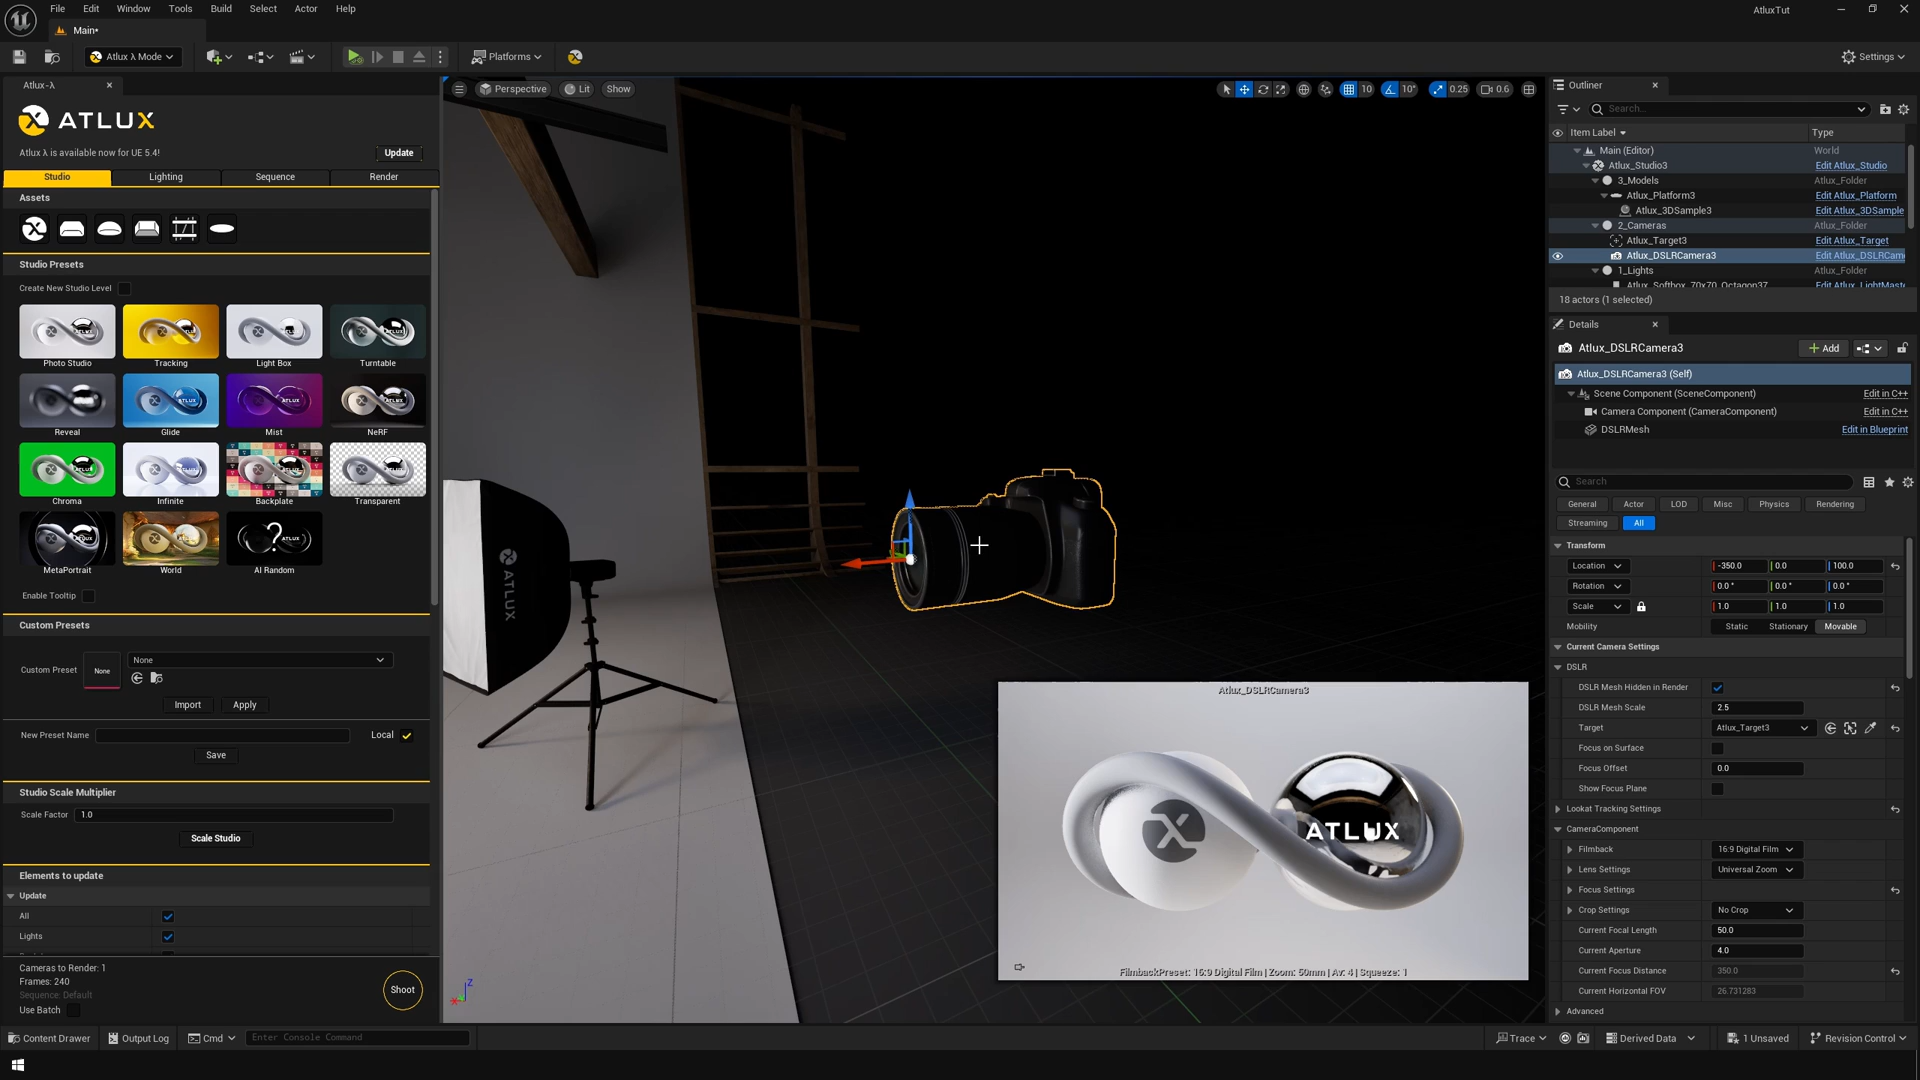 File Edit Window Tools Build Select Actor Help
AtluxTut
Main•
Atlux λ Mode
Platforms
Settings
Atlux-λ
ATLUX
Atlux λ is available now for UE 5.4!
Update
Studio Lighting Sequence Render
Assets
Studio Presets
Create New Studio Level
Photo Studio Tracking Light Box Turntable
Reveal Glide Mist NeRF
Chroma Infinite Backplate Transparent
MetaPortrait World AI Random
Enable Tooltip
Custom Presets
Custom Preset None None
Import Apply
New Preset Name Local
Save
Studio Scale Multiplier
Scale Factor 1.0
Scale Studio
Elements to update
Update
All
Lights
Cameras to Render: 1
Frames: 240
Sequence: Default
Use Batch
Shoot
Perspective Lit Show
10 10° 0.25 0.6
ATLUX
Atlux_DSLRCamera3
ATLUX
FilmbackPreset: 16:9 Digital Film | Zoom: 50mm | Av: 4 | Squeeze: 1
Z
Outliner
Search...
Item Label Type
Main (Editor) World
Atlux_Studio3 Edit Atlux_Studio
3_Models Atlux_Folder
Atlux_Platform3 Edit Atlux_Platform
Atlux_3DSample3 Edit Atlux_3DSample
2_Cameras Atlux_Folder
Atlux_Target3 Edit Atlux_Target
Atlux_DSLRCamera3 Edit Atlux_DSLRCam
1_Lights Atlux_Folder
Atlux_Softbox_70x70_Octagon37 Edit Atlux_LightMast
18 actors (1 selected)
Details
Atlux_DSLRCamera3
Add
Atlux_DSLRCamera3 (Self)
Scene Component (SceneComponent) Edit in C++
Camera Component (CameraComponent) Edit in C++
DSLRMesh Edit in Blueprint
Search
General Actor LOD Misc Physics Rendering
Streaming All
Transform
Location -350.0 0.0 100.0
Rotation 0.0° 0.0° 0.0°
Scale 1.0 1.0 1.0
Mobility Static Stationary Movable
Current Camera Settings
DSLR
DSLR Mesh Hidden in Render
DSLR Mesh Scale 2.5
Target Atlux_Target3
Focus on Surface
Focus Offset 0.0
Show Focus Plane
Lookat Tracking Settings
CameraComponent
Filmback 16:9 Digital Film
Lens Settings Universal Zoom
Focus Settings
Crop Settings No Crop
Current Focal Length 50.0
Current Aperture 4.0
Current Focus Distance 350.0
Current Horizontal FOV 26.731283
Advanced
Content Drawer Output Log Cmd Enter Console Command
Trace Derived Data 1 Unsaved Revision Control